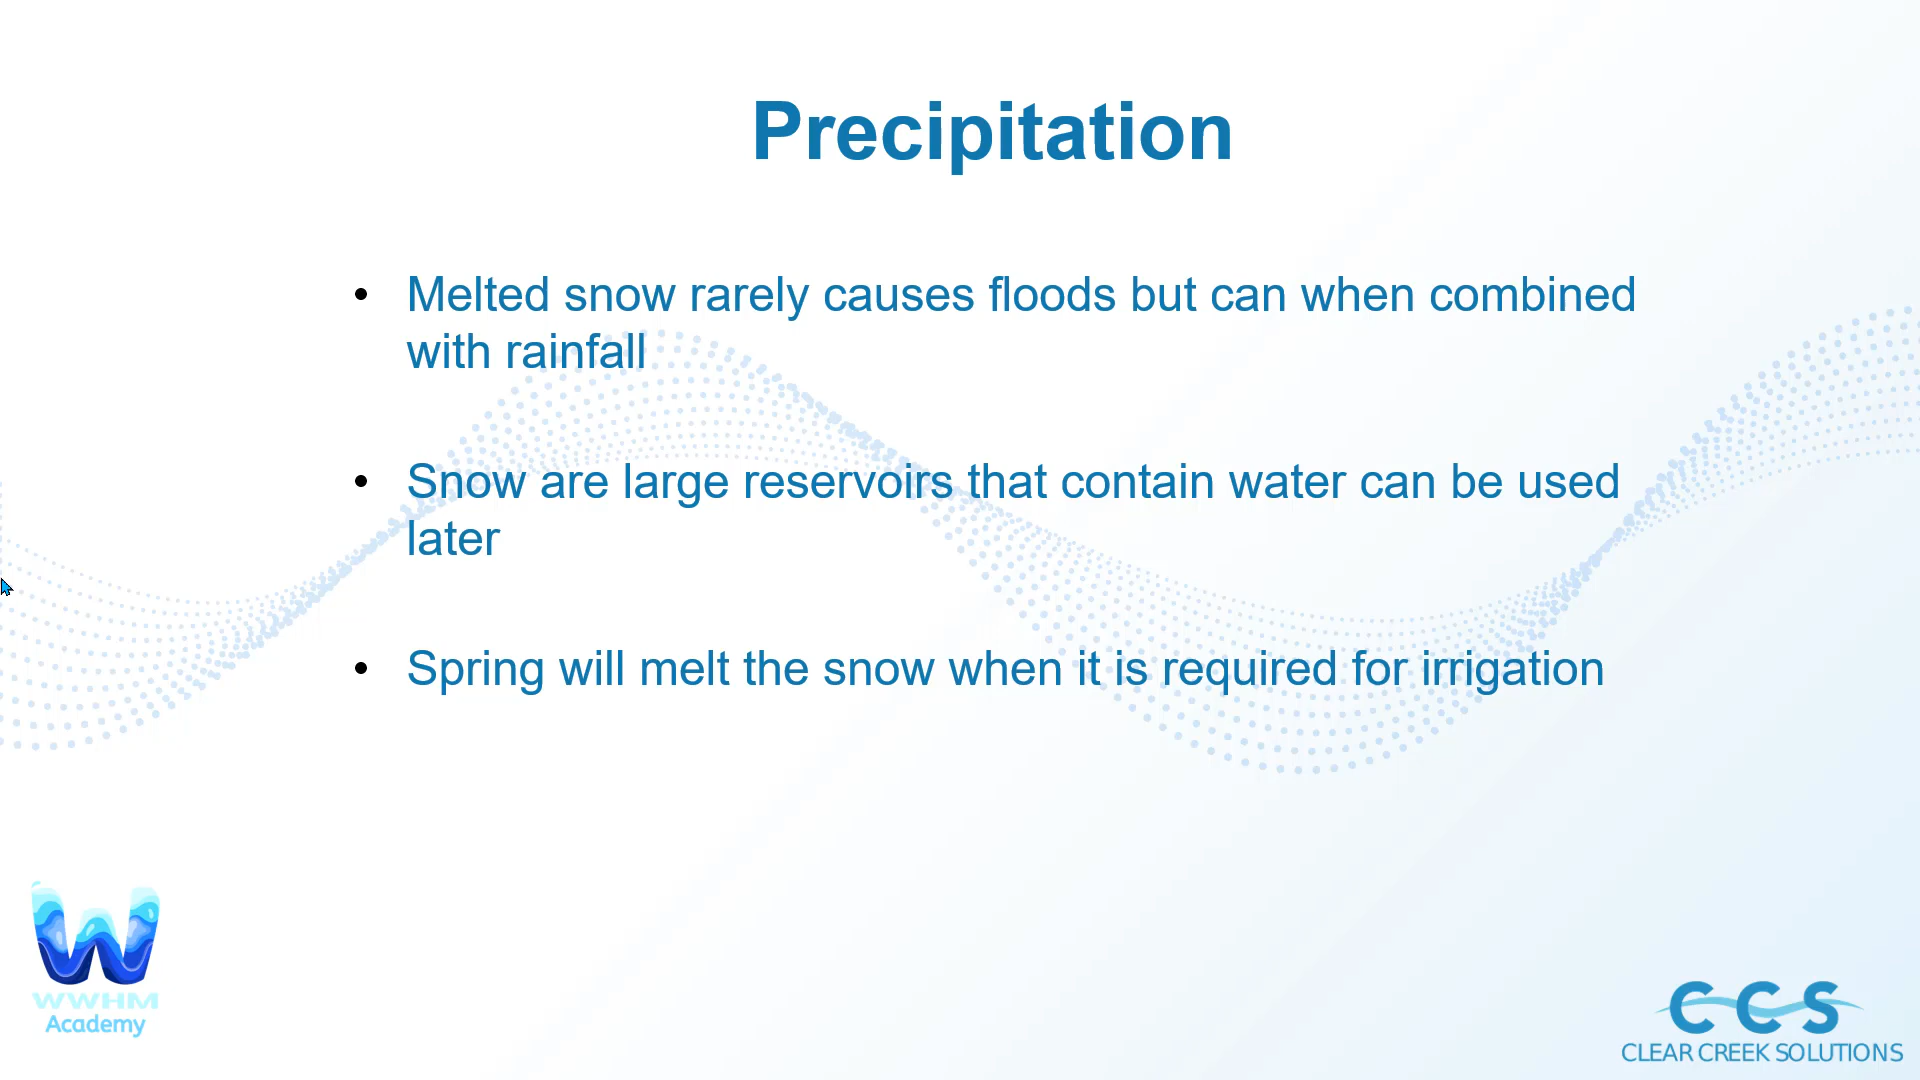 Precipitation
• Melted snow rarely causes floods but can when combined
with rainfall
• Snow are large reservoirs that contain water can be used
later
• Spring will melt the snow when it is required for irrigation
W
WWHM
Academy
CCS
CLEAR CREEK SOLUTIONS